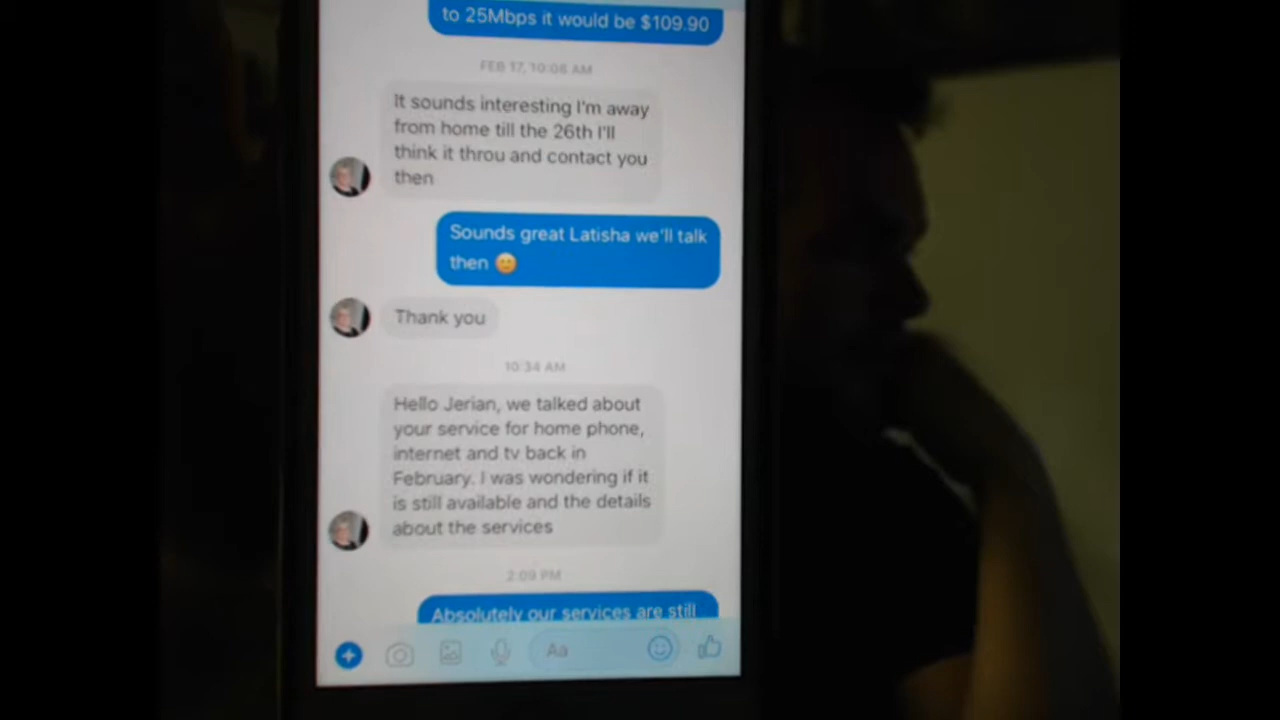 to 25Mbps it would be $109.90
FEB 17, 10:06 AM
It sounds interesting I'm away
from home till the 26th I'll
think it throu and contact you
then
Sounds great Latisha we'll talk
then 😊
Thank you
10:34 AM
Hello Jerian, we talked about
your service for home phone,
internet and tv back in
February. I was wondering if it
is still available and the details
about the services
2:09 PM
Absolutely our services are still
Aa